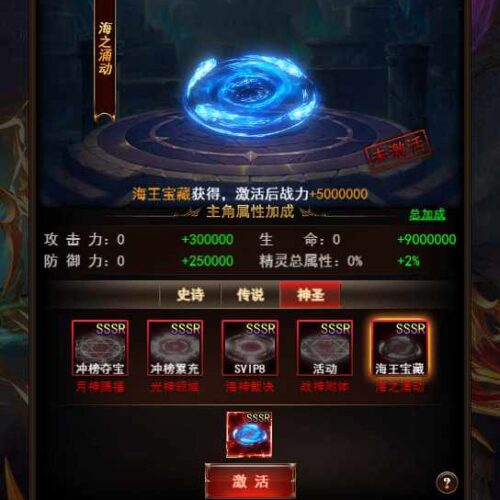 海之涌动
未激活
海王宝藏获得，激活后战力+5000000
主角属性加成
总加成
攻击力：0 +300000 生命：0 +9000000
防御力：0 +250000 精灵总属性：0% +2%
史诗 传说 神圣
SSSR SSSR SSSR SSSR SSSR
冲榜夺宝 冲榜累充 SVIP8 活动 海王宝藏
月神赐福 光神领域 海神裁决 战神附体 海之涌动
SSSR
激活
?